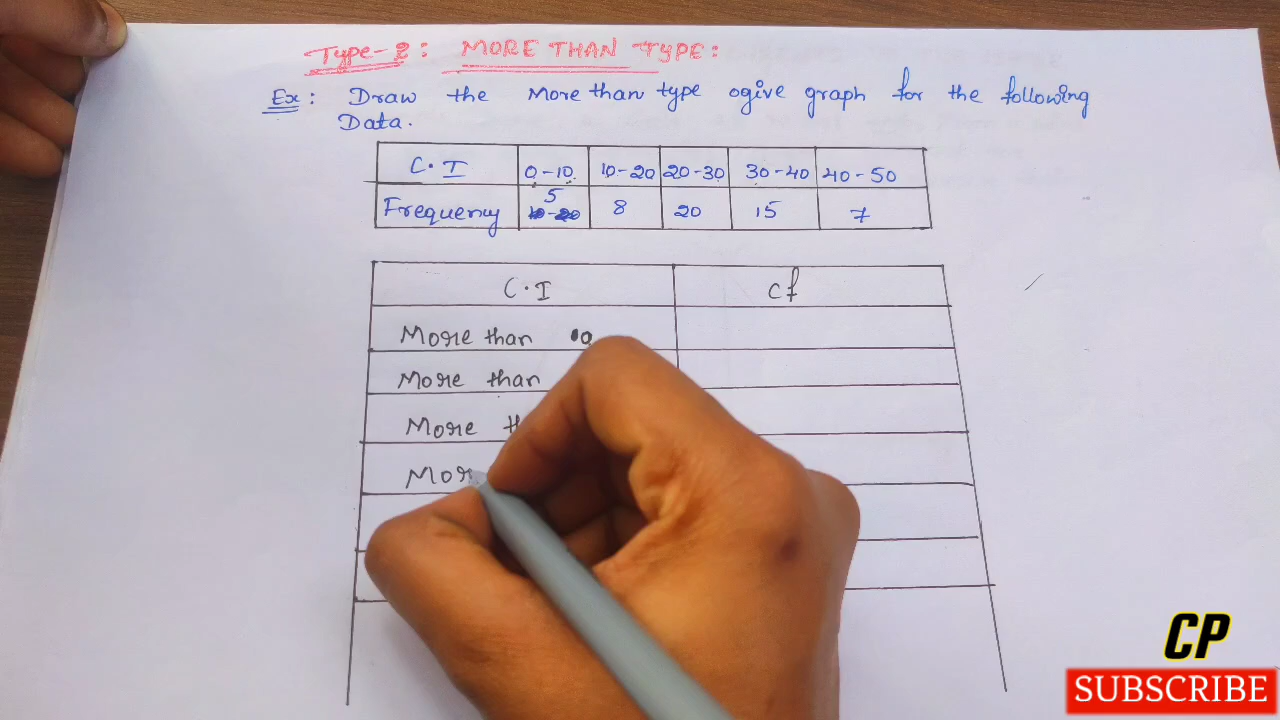 Type-2: MORE THAN TYPE:
Ex: Draw the More than type ogive graph for the following
Data.
C.I 0-10 10-20 20-30 30-40 40-50
Frequency 5 8 20 15 7
C.I cf
More than
More than
More
Mor
CP
SUBSCRIBE